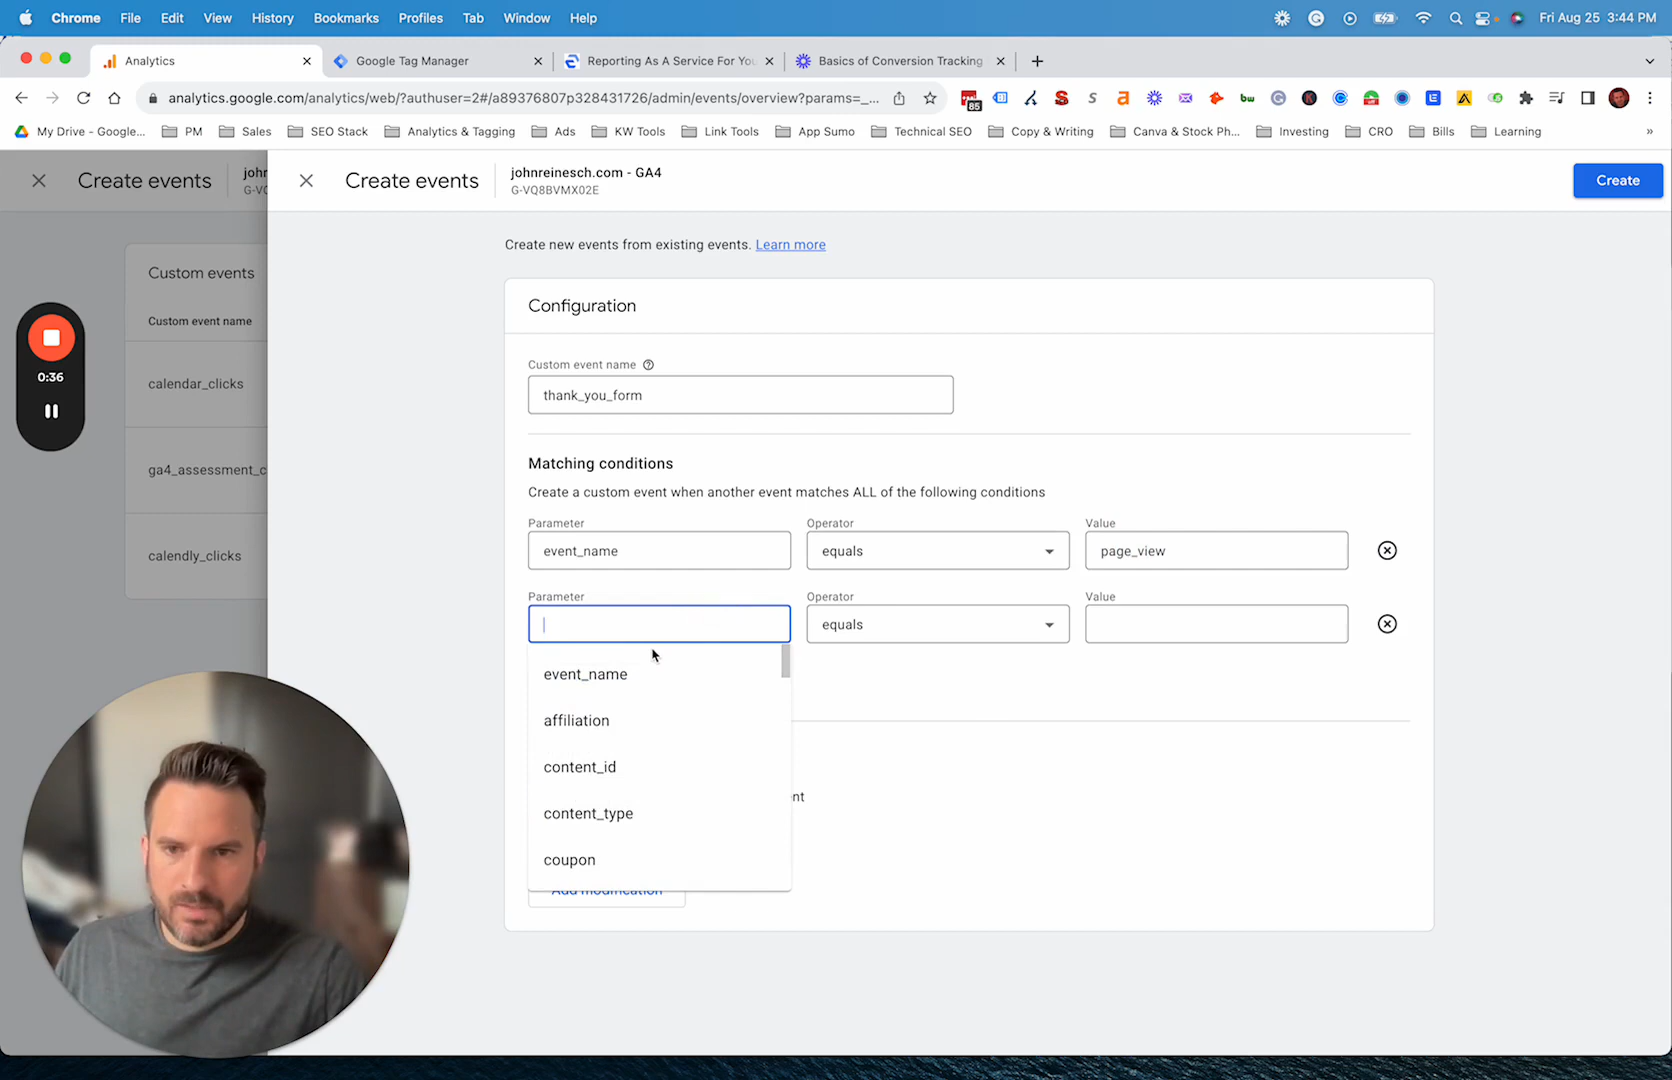 Chrome File Edit View History Bookmarks Profiles Tab Window Help Fri Aug 25 3:44 PM
Analytics Google Tag Manager Reporting As A Service For You Basics of Conversion Tracking
analytics.google.com/analytics/web/?authuser=2#/a89376807p328431726/admin/events/overview?params=_... 85
My Drive - Google... PM Sales SEO Stack Analytics & Tagging Ads KW Tools Link Tools App Sumo Technical SEO Copy & Writing Canva & Stock Ph... Investing CRO Bills Learning »
Create events
Create events
johnreinesch.com - GA4
G-VQ8BVMX02E
Create
Custom events
Custom event name
calendar_clicks
ga4_assessment_c
calendly_clicks
0:36
Create new events from existing events. Learn more
Configuration
Custom event name
thank_you_form
Matching conditions
Create a custom event when another event matches ALL of the following conditions
Parameter Operator Value
event_name equals page_view
Parameter Operator Value
equals
event_name
affiliation
content_id
content_type
coupon
nt
Add modification